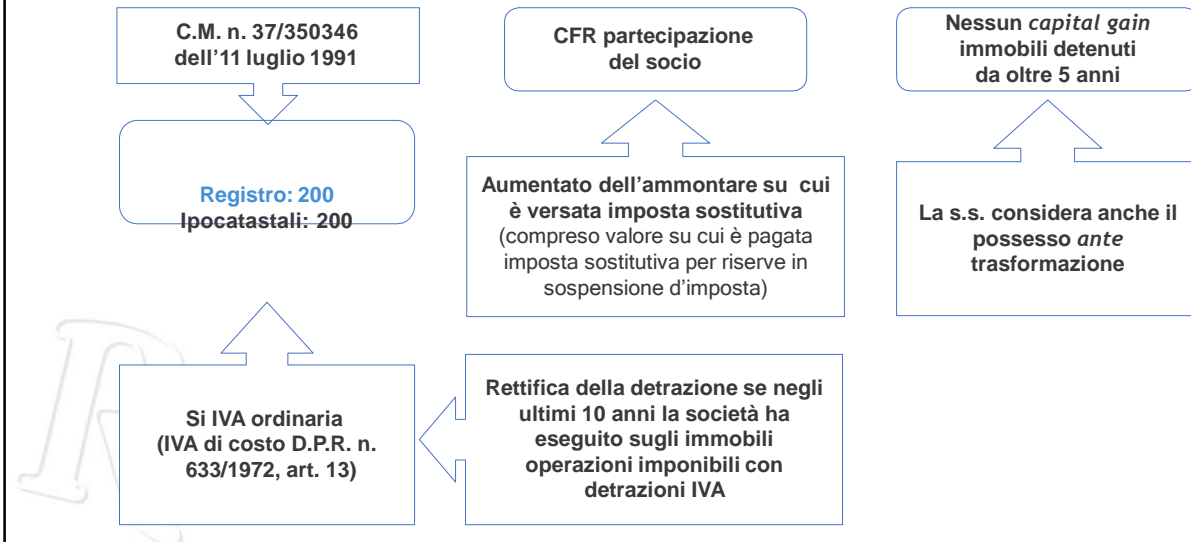 C.M. n. 37/350346
dell'11 luglio 1991
CFR partecipazione
del socio
Nessun capital gain
immobili detenuti
da oltre 5 anni
Registro: 200
Ipocatastali: 200
Aumentato dell'ammontare su cui
è versata imposta sostitutiva
(compreso valore su cui è pagata
imposta sostitutiva per riserve in
sospensione d'imposta)
La s.s. considera anche il
possesso ante
trasformazione
Si IVA ordinaria
(IVA di costo D.P.R. n.
633/1972, art. 13)
Rettifica della detrazione se negli
ultimi 10 anni la società ha
eseguito sugli immobili
operazioni imponibili con
detrazioni IVA